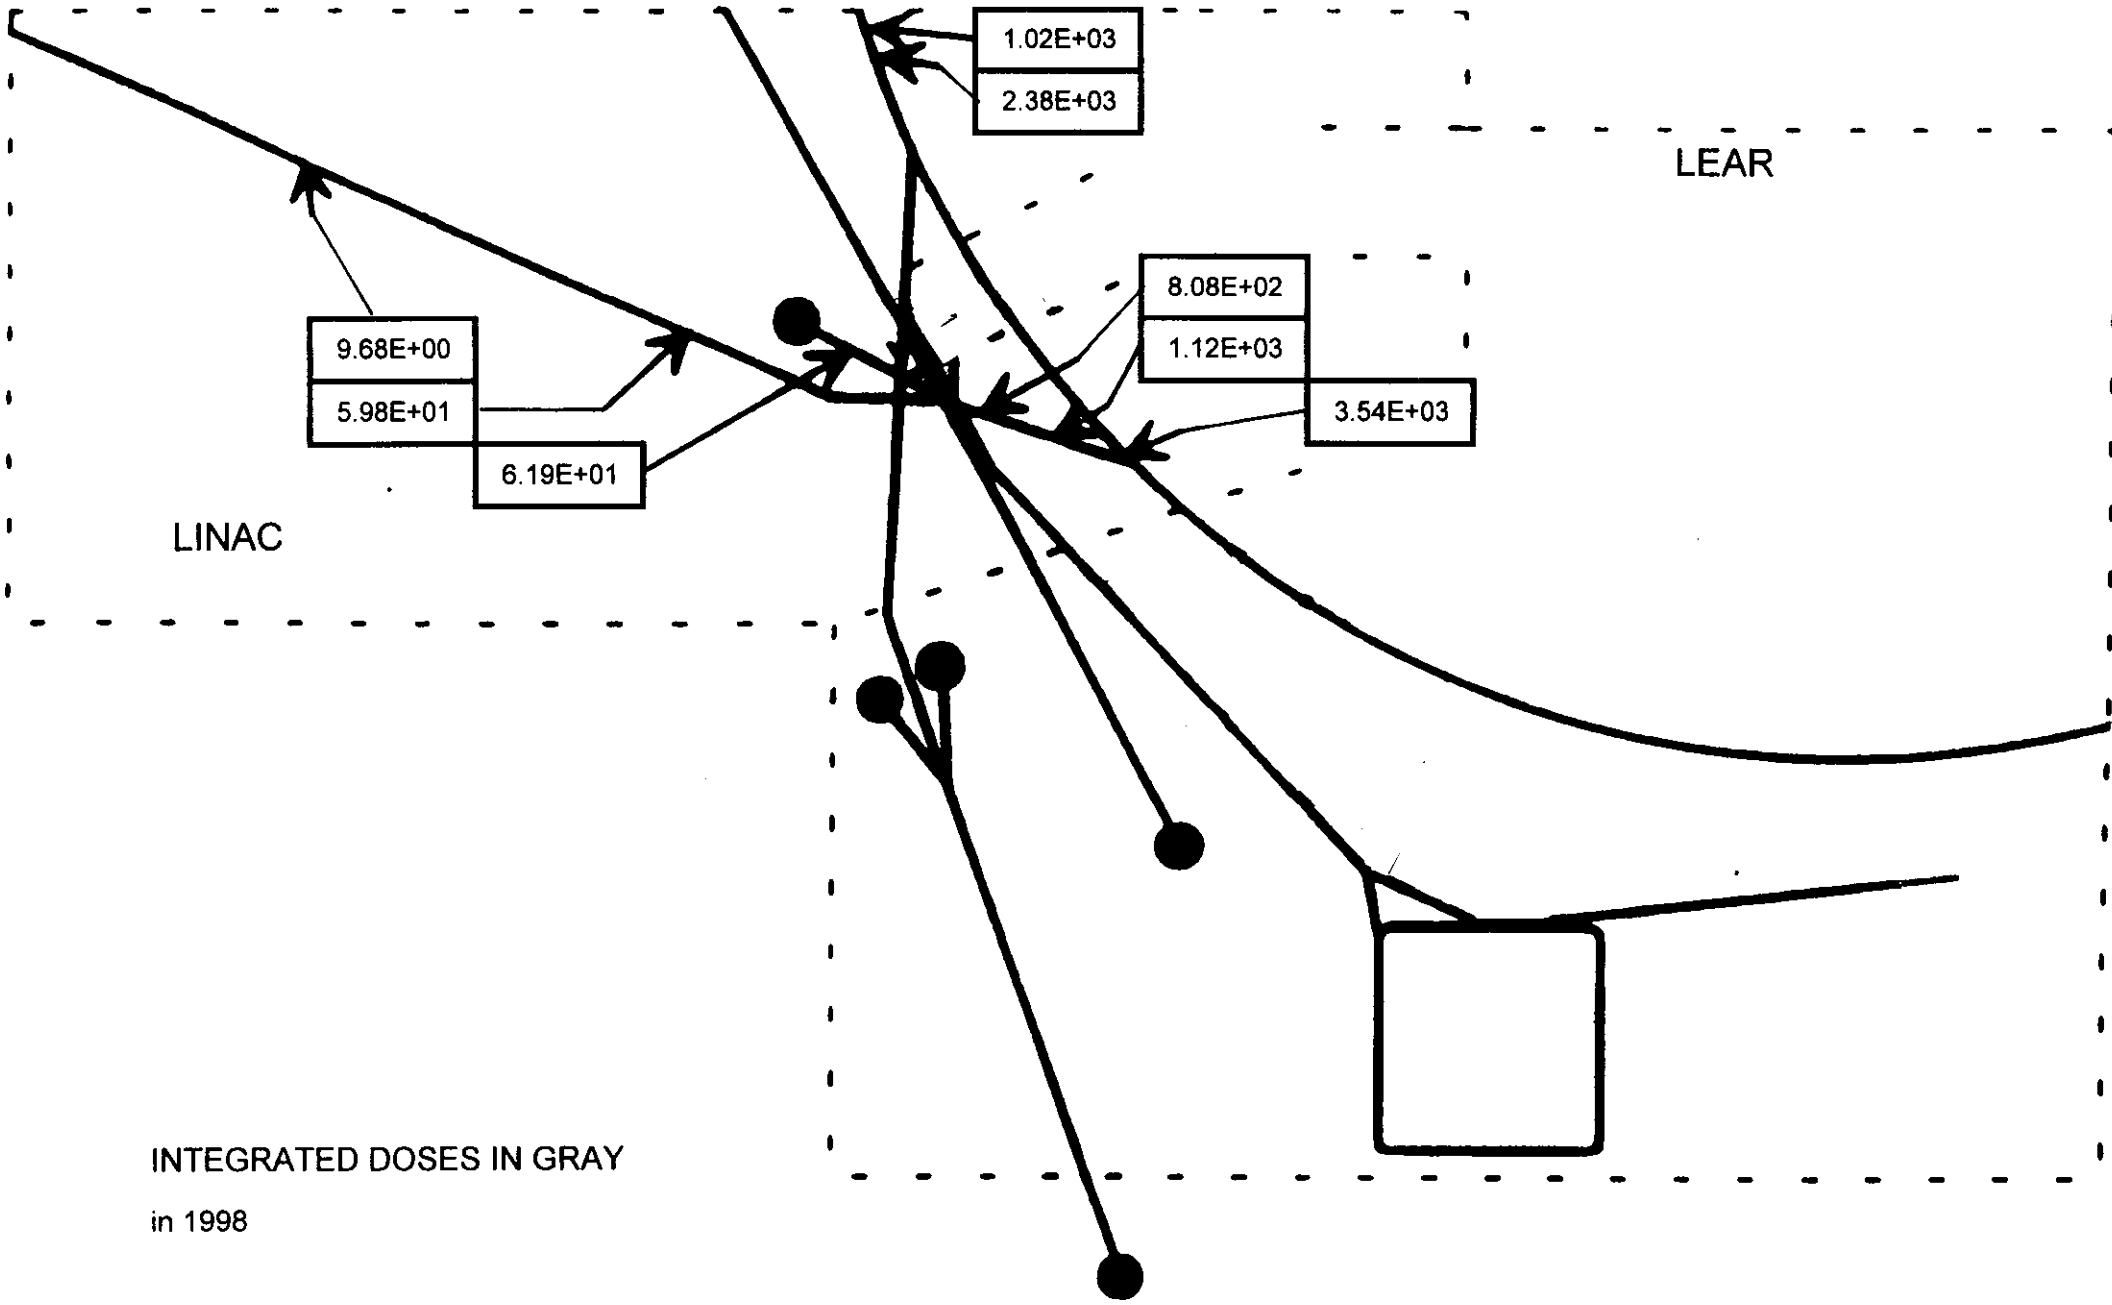 1.02E+03
2.38E+03
LEAR
8.08E+02
1.12E+03
3.54E+03
9.68E+00
5.98E+01
6.19E+01
LINAC
INTEGRATED DOSES IN GRAY
in 1998